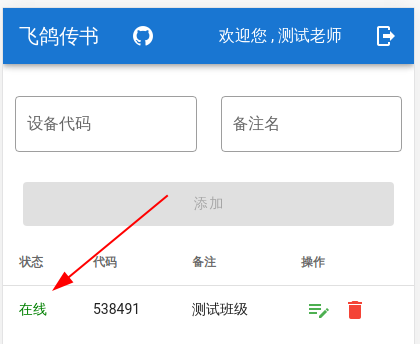 飞鸽传书 欢迎您 , 测试老师
设备代码 备注名
添加
状态 代码 备注 操作
在线 538491 测试班级